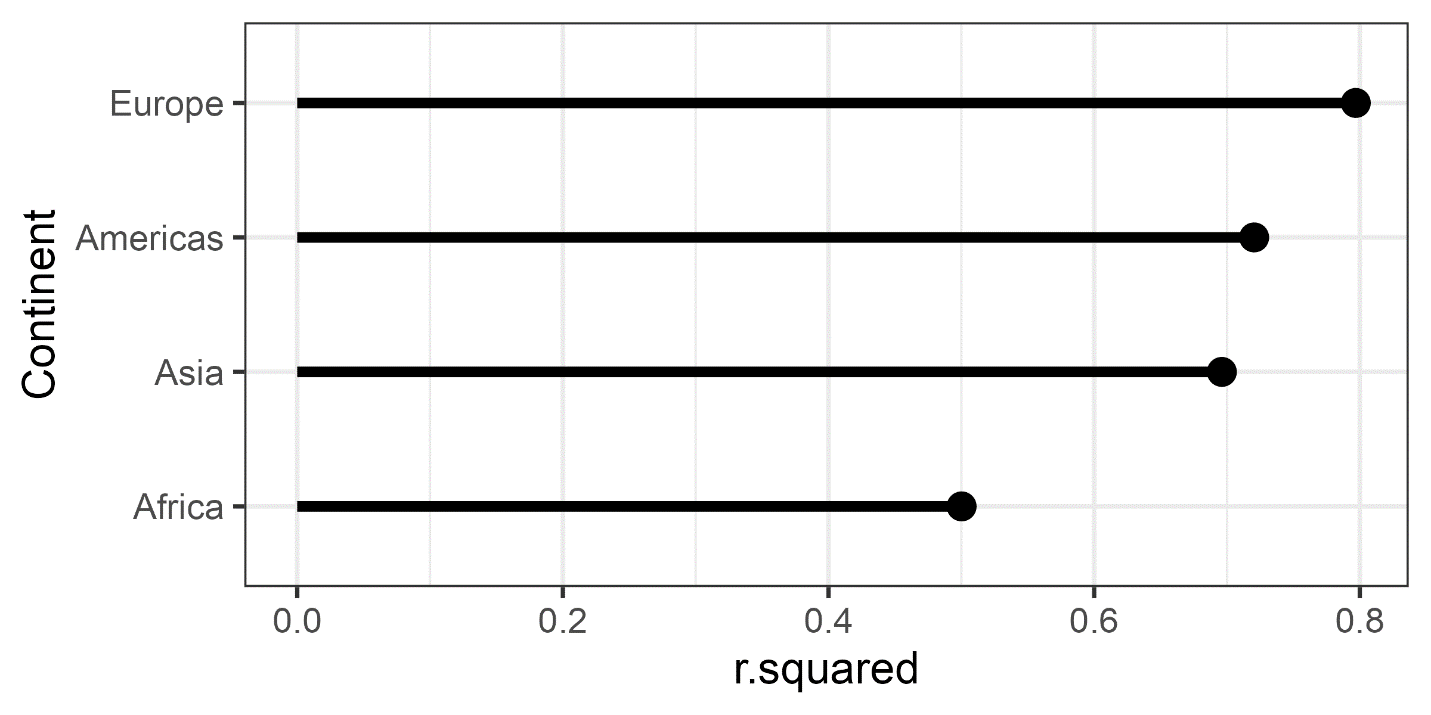 Europe
Americas
Asia
Africa
Continent
0.0 0.2 0.4 0.6 0.8
r.squared